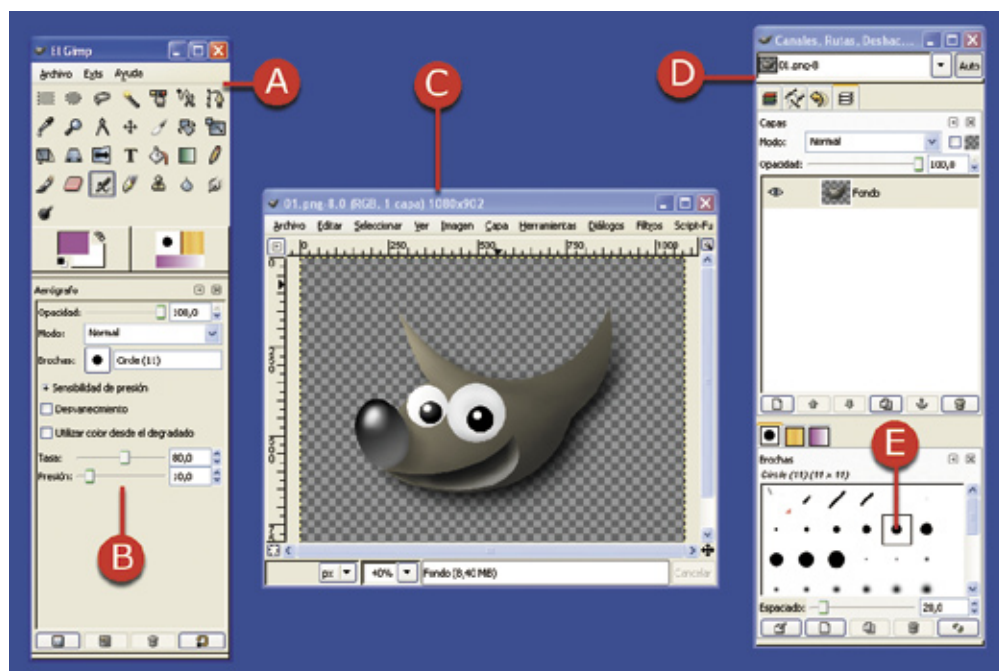 El Gimp
Archivo Exts Ayuda
A
Aerógrafo
Opacidad: 100,0
Modo: Normal
Brochas: Circle (11)
Sensibilidad de presión
Desvanecimiento
Utilizar color desde el degradado
Tasa: 80,0
Presión: 10,0
B
C
01.png-8.0 (RGB, 1 capa) 1080x902
Archivo Editar Seleccionar Ver Imagen Capa Herramientas Diálogos Filtros Script-Fu
0 250 500 750 1000
px 40% Fondo (8,40 MB)
Cancelar
D
Canales, Rutas, Deshac...
01.png-8 Auto
Capas
Modo: Normal
Opacidad: 100,0
Fondo
E
Brochas
Circle (11) (11 x 11)
Espaciado: 20,0